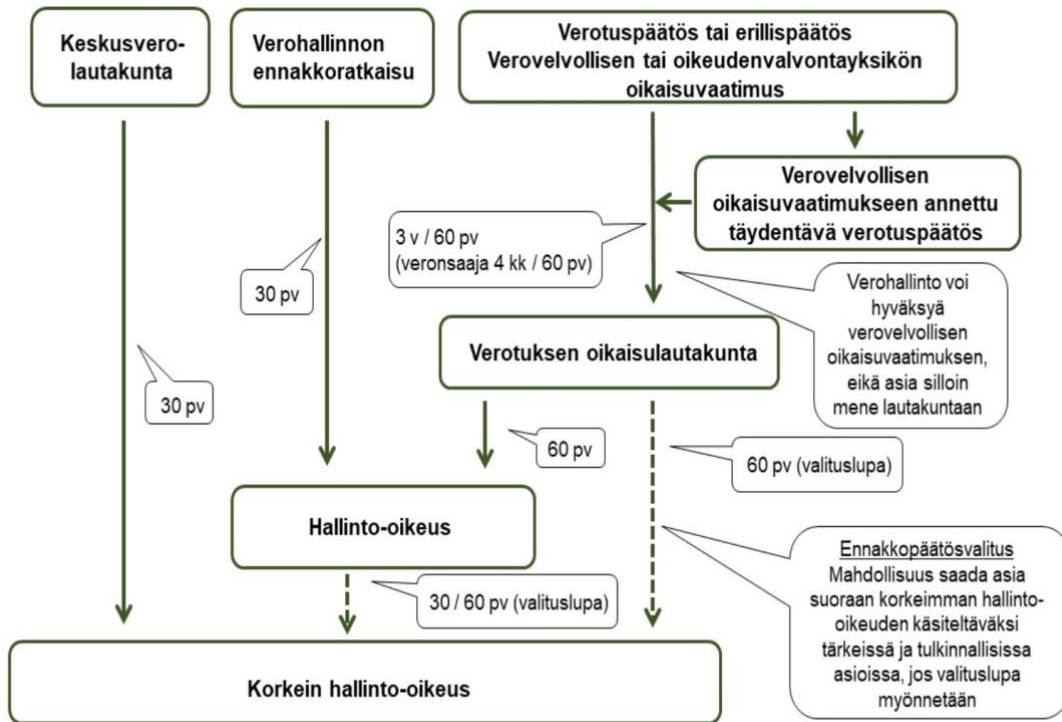 Keskusvero-
lautakunta
Verohallinnon
ennakkoratkaisu
Verotuspäätös tai erillispäätös
Verovelvollisen tai oikeudenvalvontayksikön
oikaisuvaatimus
Verovelvollisen
oikaisuvaatimukseen annettu
täydentävä verotuspäätös
3 v / 60 pv
(veronsaaja 4 kk / 60 pv)
30 pv
Verohallinto voi
hyväksyä
verovelvollisen
oikaisuvaatimuksen,
eikä asia silloin
mene lautakuntaan
Verotuksen oikaisulautakunta
30 pv
60 pv
60 pv (valituslupa)
Hallinto-oikeus
Ennakkopäätösvalitus
Mahdollisuus saada asia
suoraan korkeimman hallinto-
oikeuden käsiteltäväksi
tärkeissä ja tulkinnallisissa
asioissa, jos valituslupa
myönnetään
30 / 60 pv (valituslupa)
Korkein hallinto-oikeus